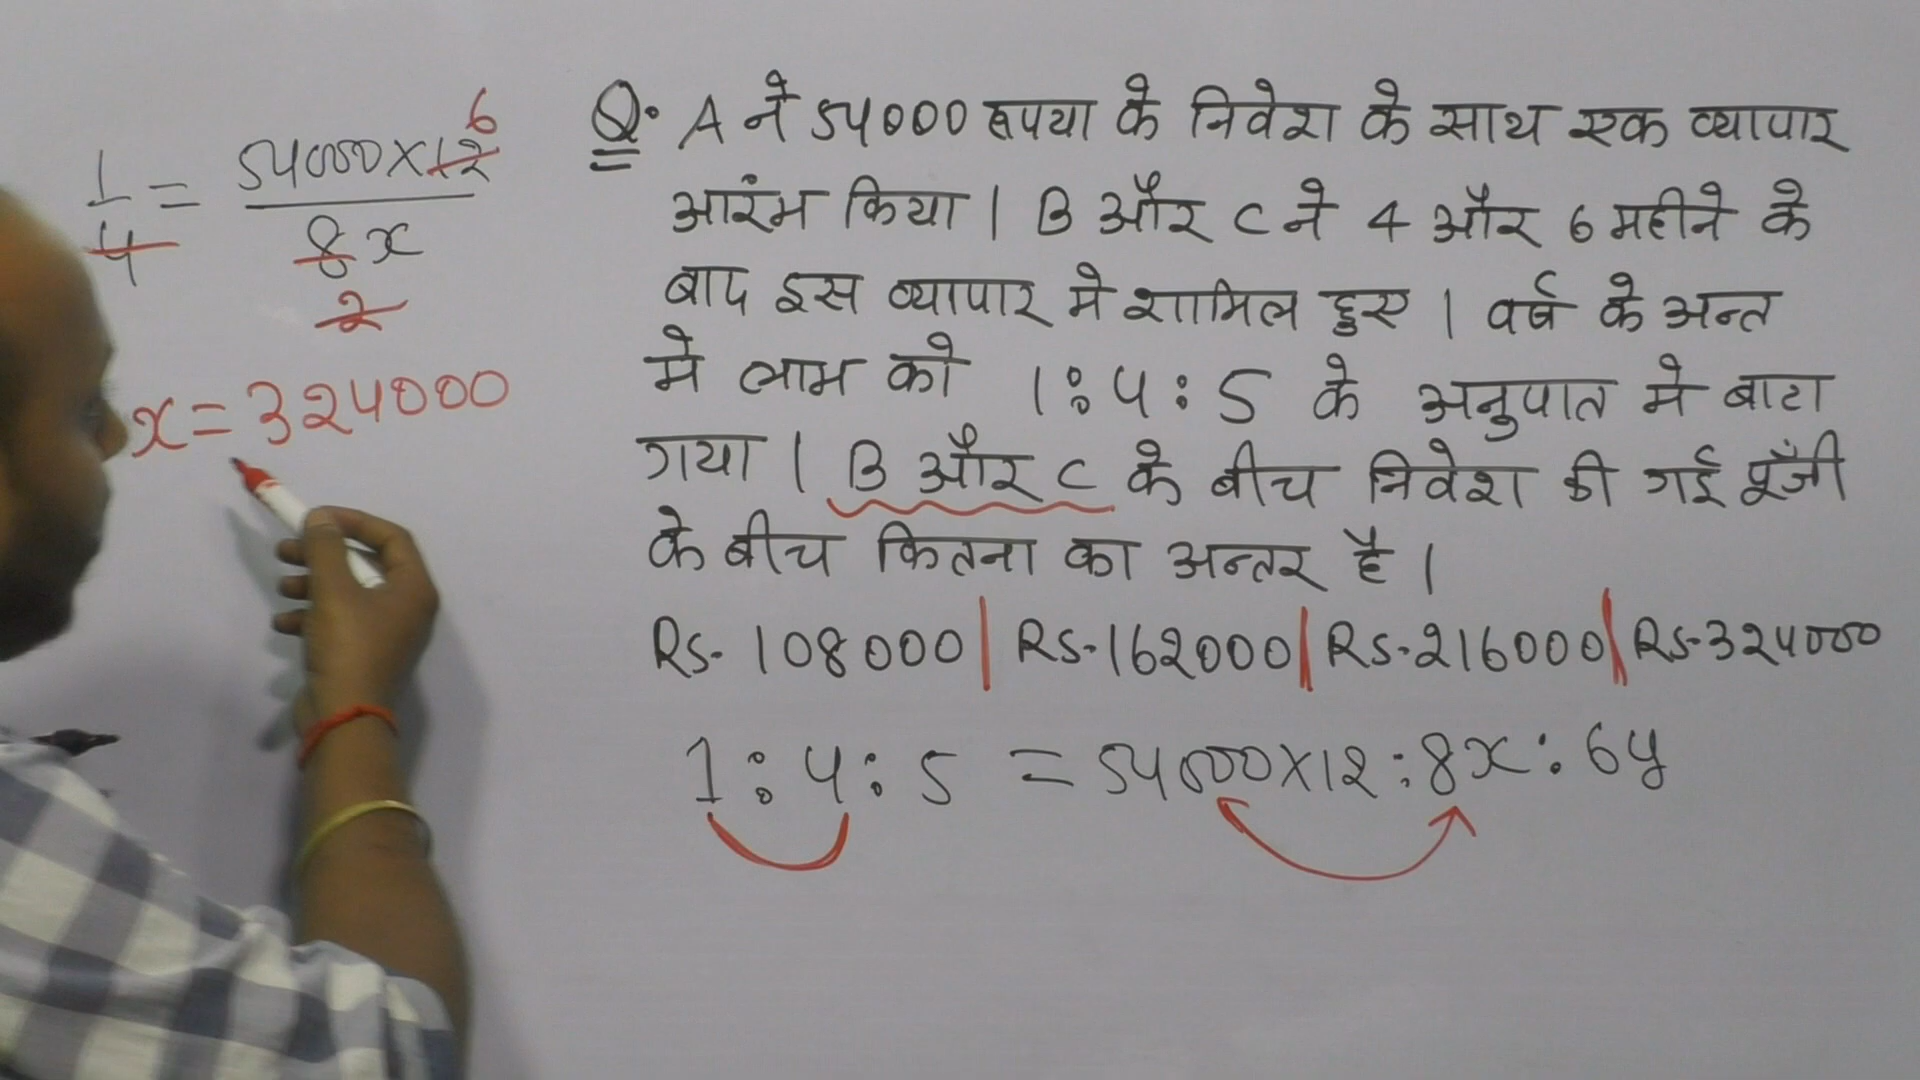 Q. A ने 54000 रूपया के निवेश के साथ एक व्यापार
आरंभ किया । B और C ने 4 और 6 महीने के
बाद इस व्यापार मे शामिल हुए । वर्ष के अन्त
मे लाभ को 1:4:5 के अनुपात मे बाटा
गया । B और C के बीच निवेश की गई पूँजी
के बीच कितना का अन्तर है ।
Rs. 108000 | Rs. 162000 | Rs. 216000 | Rs. 324000
1:4:5 = 54000×12:8x:6y
6
1/4 = 54000×12/8x
2
x=324000